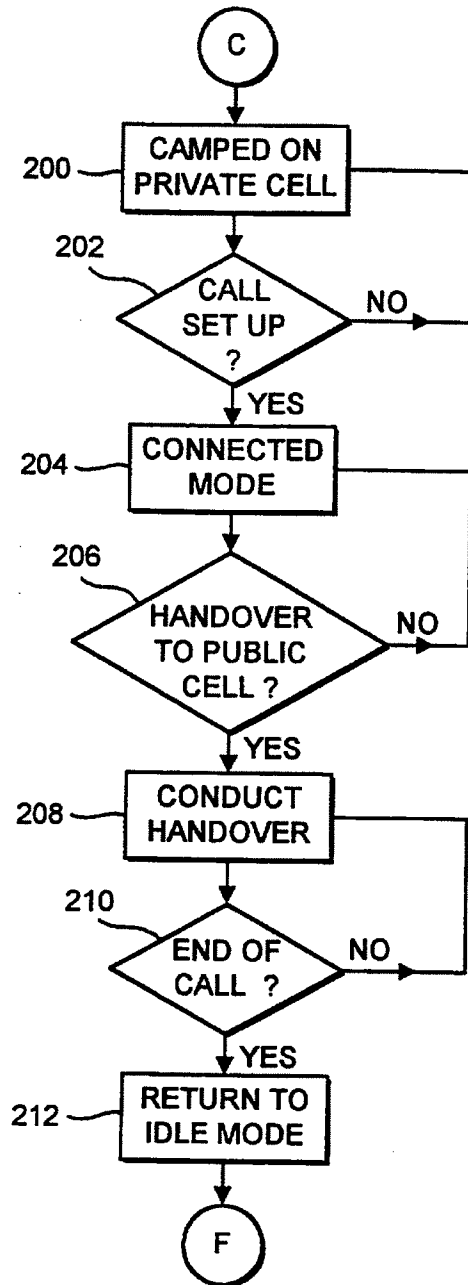 C
200
CAMPED ON
PRIVATE CELL
202
CALL
SET UP
?
NO
YES
204
CONNECTED
MODE
206
HANDOVER
TO PUBLIC
CELL ?
NO
YES
208
CONDUCT
HANDOVER
210
END OF
CALL ?
NO
YES
212
RETURN TO
IDLE MODE
F